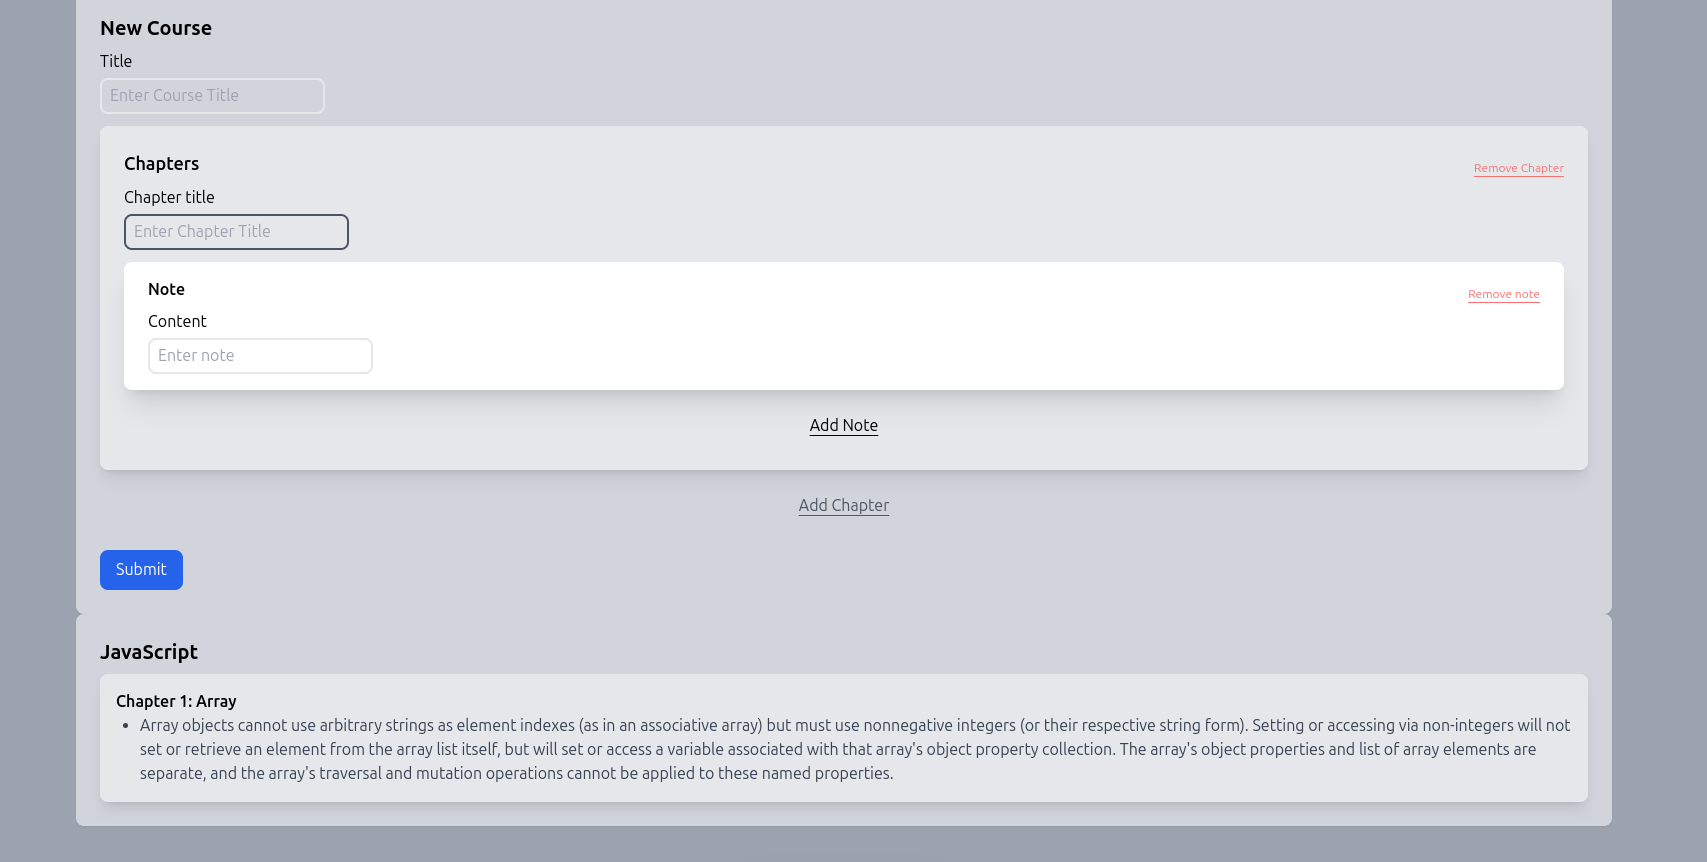 New Course
Title
Enter Course Title
Chapters
Remove Chapter
Chapter title
Enter Chapter Title
Note
Remove note
Content
Enter note
Add Note
Add Chapter
Submit
JavaScript
Chapter 1: Array
• Array objects cannot use arbitrary strings as element indexes (as in an associative array) but must use nonnegative integers (or their respective string form). Setting or accessing via non-integers will not
set or retrieve an element from the array list itself, but will set or access a variable associated with that array's object property collection. The array's object properties and list of array elements are
separate, and the array's traversal and mutation operations cannot be applied to these named properties.